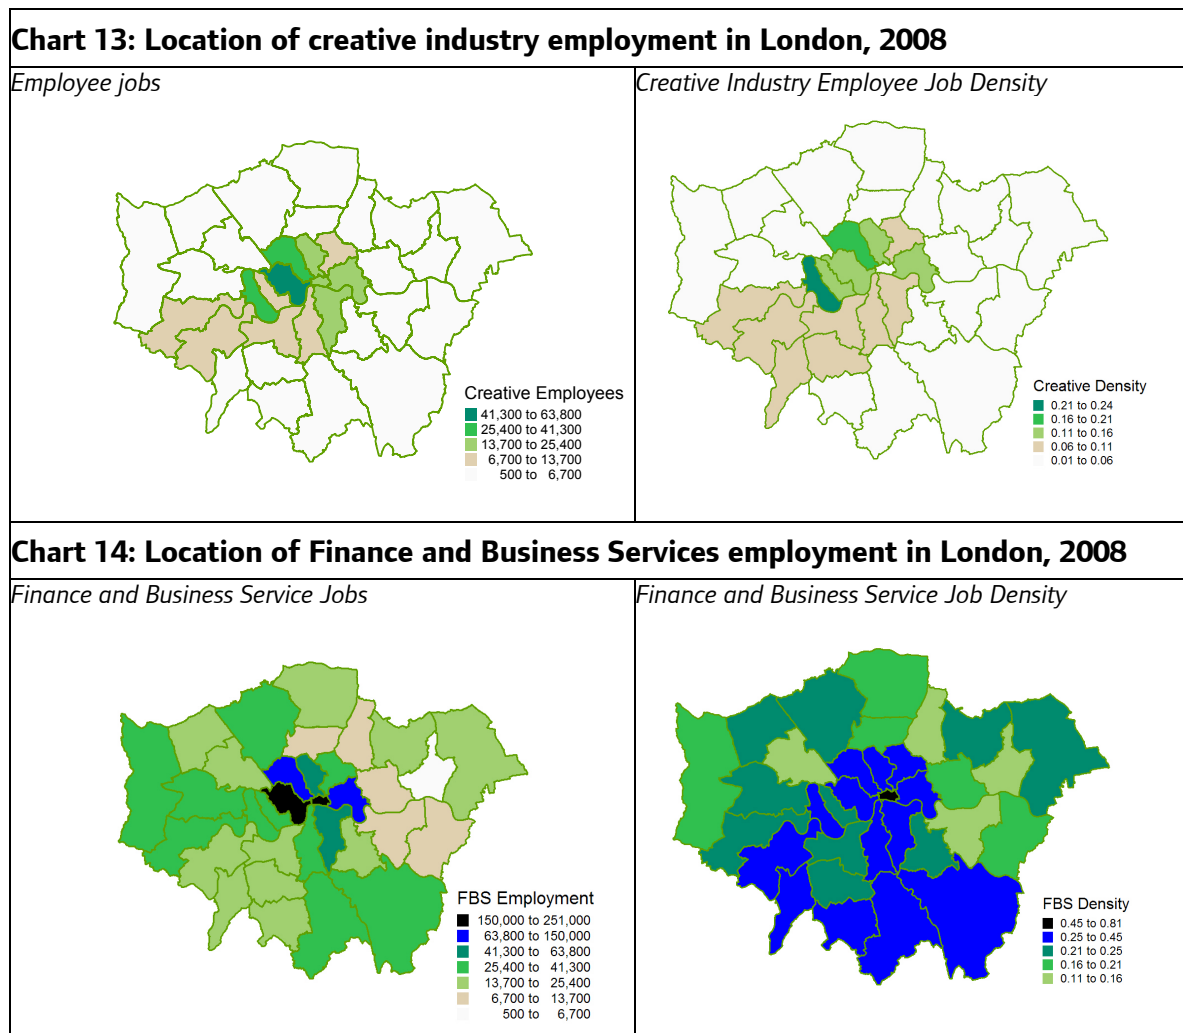 Chart 13: Location of creative industry employment in London, 2008
Employee jobs
Creative Industry Employee Job Density
Creative Employees
41,300 to 63,800
25,400 to 41,300
13,700 to 25,400
6,700 to 13,700
500 to 6,700
Creative Density
0.21 to 0.24
0.16 to 0.21
0.11 to 0.16
0.06 to 0.11
0.01 to 0.06
Chart 14: Location of Finance and Business Services employment in London, 2008
Finance and Business Service Jobs
Finance and Business Service Job Density
FBS Employment
150,000 to 251,000
63,800 to 150,000
41,300 to 63,800
25,400 to 41,300
13,700 to 25,400
6,700 to 13,700
500 to 6,700
FBS Density
0.45 to 0.81
0.25 to 0.45
0.21 to 0.25
0.16 to 0.21
0.11 to 0.16